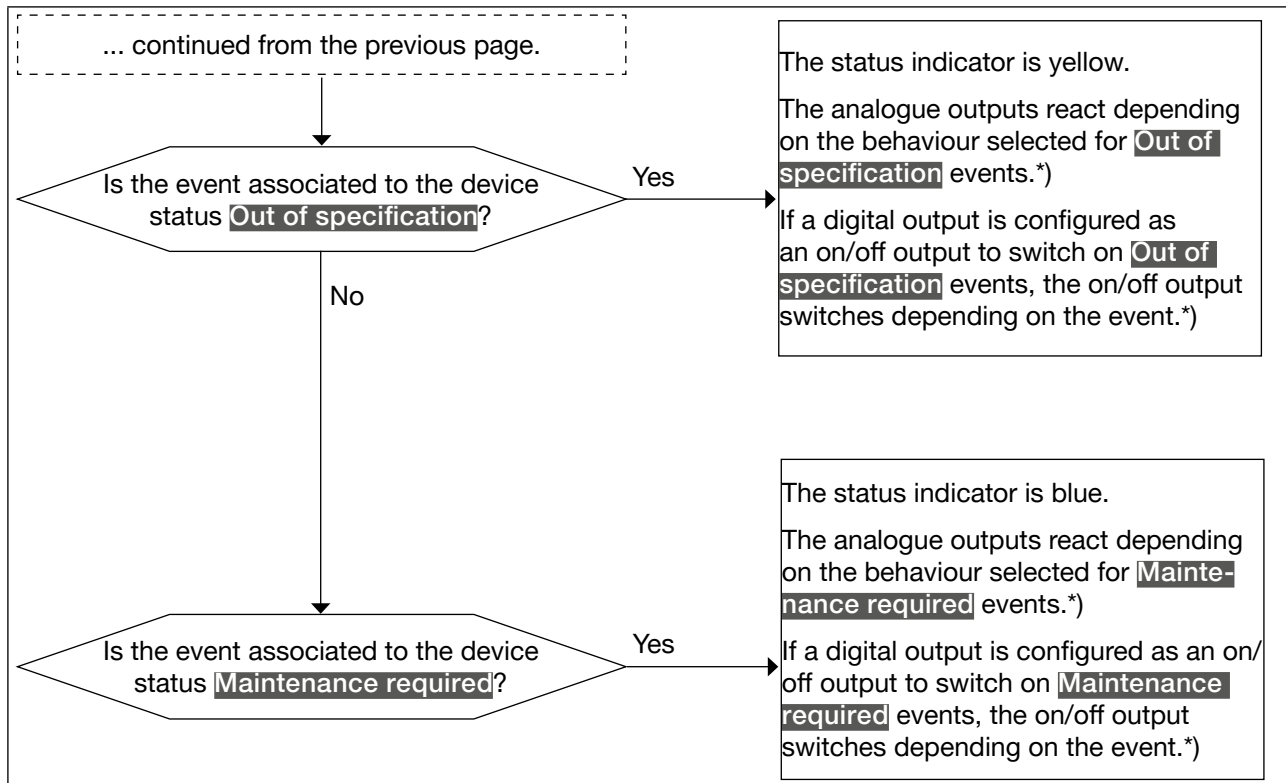 ... continued from the previous page.
Is the event associated to the device
status Out of specification?
Yes
The status indicator is yellow.
The analogue outputs react depending
on the behaviour selected for Out of
specification events.*)
If a digital output is configured as
an on/off output to switch on Out of
specification events, the on/off output
switches depending on the event.*)
No
Is the event associated to the device
status Maintenance required?
Yes
The status indicator is blue.
The analogue outputs react depending
on the behaviour selected for Mainte-
nance required events.*)
If a digital output is configured as an on/
off output to switch on Maintenance
required events, the on/off output
switches depending on the event.*)